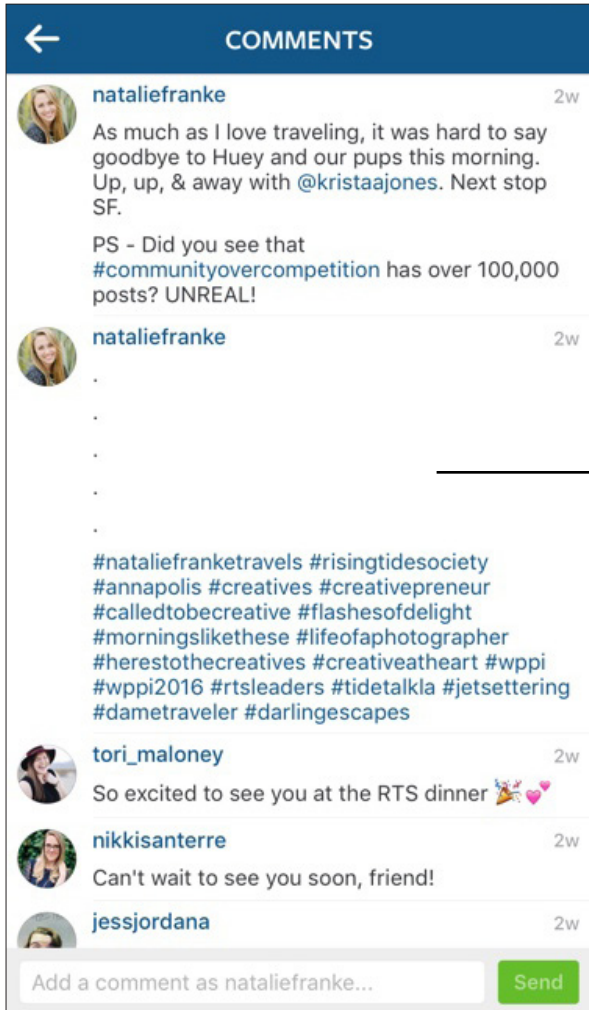 COMMENTS
nataliefranke 2w
As much as I love traveling, it was hard to say
goodbye to Huey and our pups this morning.
Up, up, & away with @kristaajones. Next stop
SF.
PS - Did you see that
#communityovercompetition has over 100,000
posts? UNREAL!
nataliefranke 2w
.
.
.
.
.
#nataliefranketravels #risingtidesociety
#annapolis #creatives #creativepreneur
#calledtobecreative #flashesofdelight
#morningslikethese #lifeofaphotographer
#herestothecreatives #creativeatheart #wppi
#wppi2016 #rtsleaders #tidetalkla #jetsettering
#dametraveler #darlingescapes
tori_maloney 2w
So excited to see you at the RTS dinner 🎉💕
nikkisanterre 2w
Can't wait to see you soon, friend!
jessjordana 2w
Add a comment as nataliefranke... Send